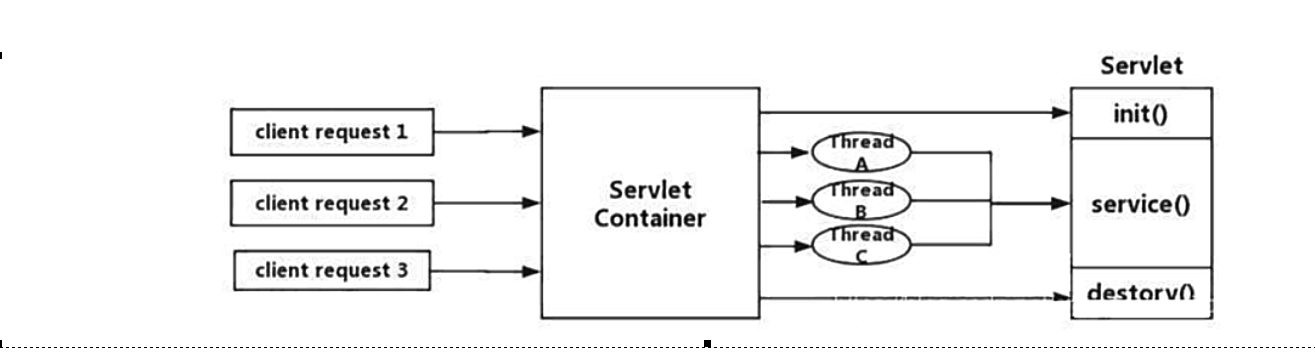 Servlet
init()
client request 1
Thread
A
client request 2
Servlet
Container
Thread
B
service()
Thread
C
client request 3
destory()